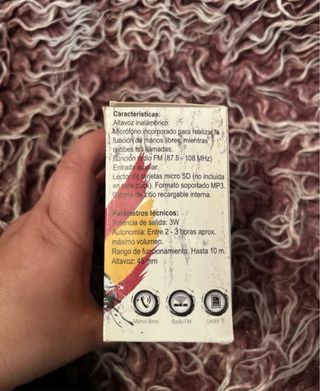 Características:
Altavoz inalámbrico.
Micrófono incorporado para realizar la
función de manos libres, mientras
recibes tus llamadas.
Función radio FM (87.5 - 108 MHz)
Entrada auxiliar.
Lector de tarjetas micro SD (no incluida
en este pack). Formato soportado MP3.
Batería de litio recargable interna.
Parámetros técnicos:
Potencia de salida: 3W
Autonomía: Entre 2 - 3 horas aprox.
máximo volumen.
Rango de funcionamiento: Hasta 10 m.
Altavoz: 45 mm
Manos libres Radio FM Lector TF